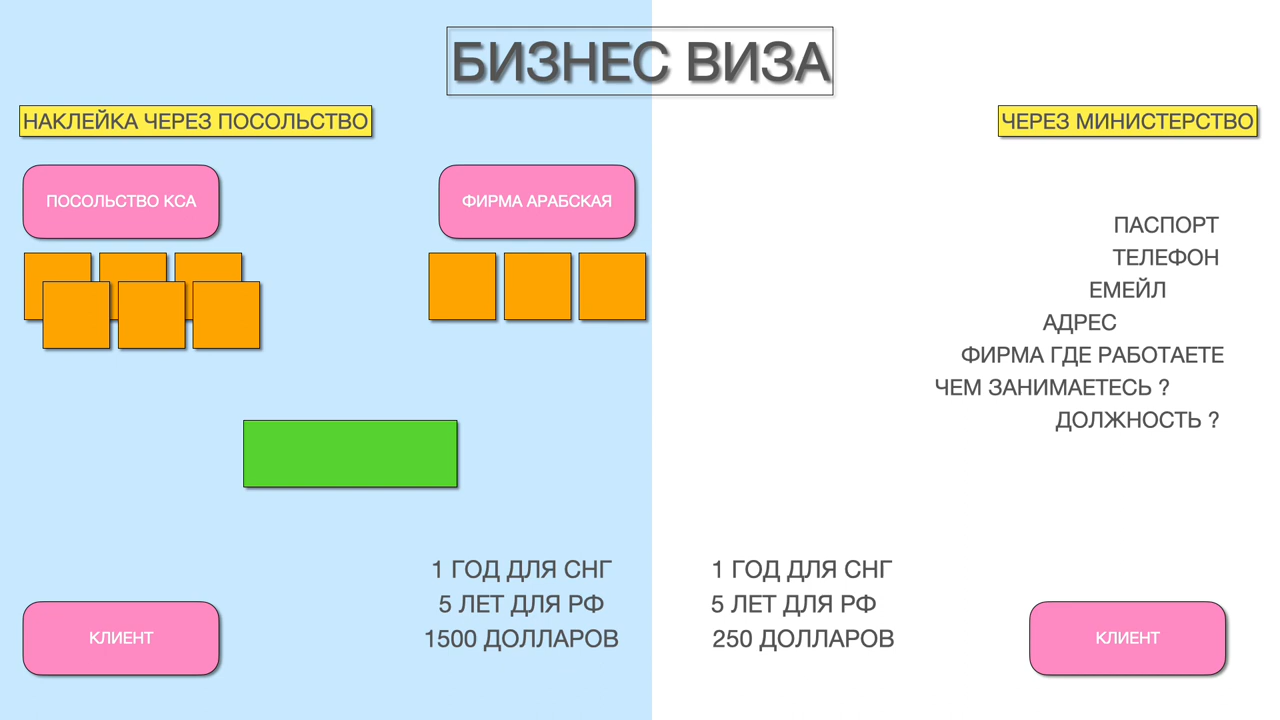 БИЗНЕС ВИЗА
НАКЛЕЙКА ЧЕРЕЗ ПОСОЛЬСТВО
ПОСОЛЬСТВО КСА
ФИРМА АРАБСКАЯ
1 ГОД ДЛЯ СНГ
5 ЛЕТ ДЛЯ РФ
1500 ДОЛЛАРОВ
КЛИЕНТ
ЧЕРЕЗ МИНИСТЕРСТВО
ПАСПОРТ
ТЕЛЕФОН
ЕМЕЙЛ
АДРЕС
ФИРМА ГДЕ РАБОТАЕТЕ
ЧЕМ ЗАНИМАЕТЕСЬ ?
ДОЛЖНОСТЬ ?
1 ГОД ДЛЯ СНГ
5 ЛЕТ ДЛЯ РФ
250 ДОЛЛАРОВ
КЛИЕНТ